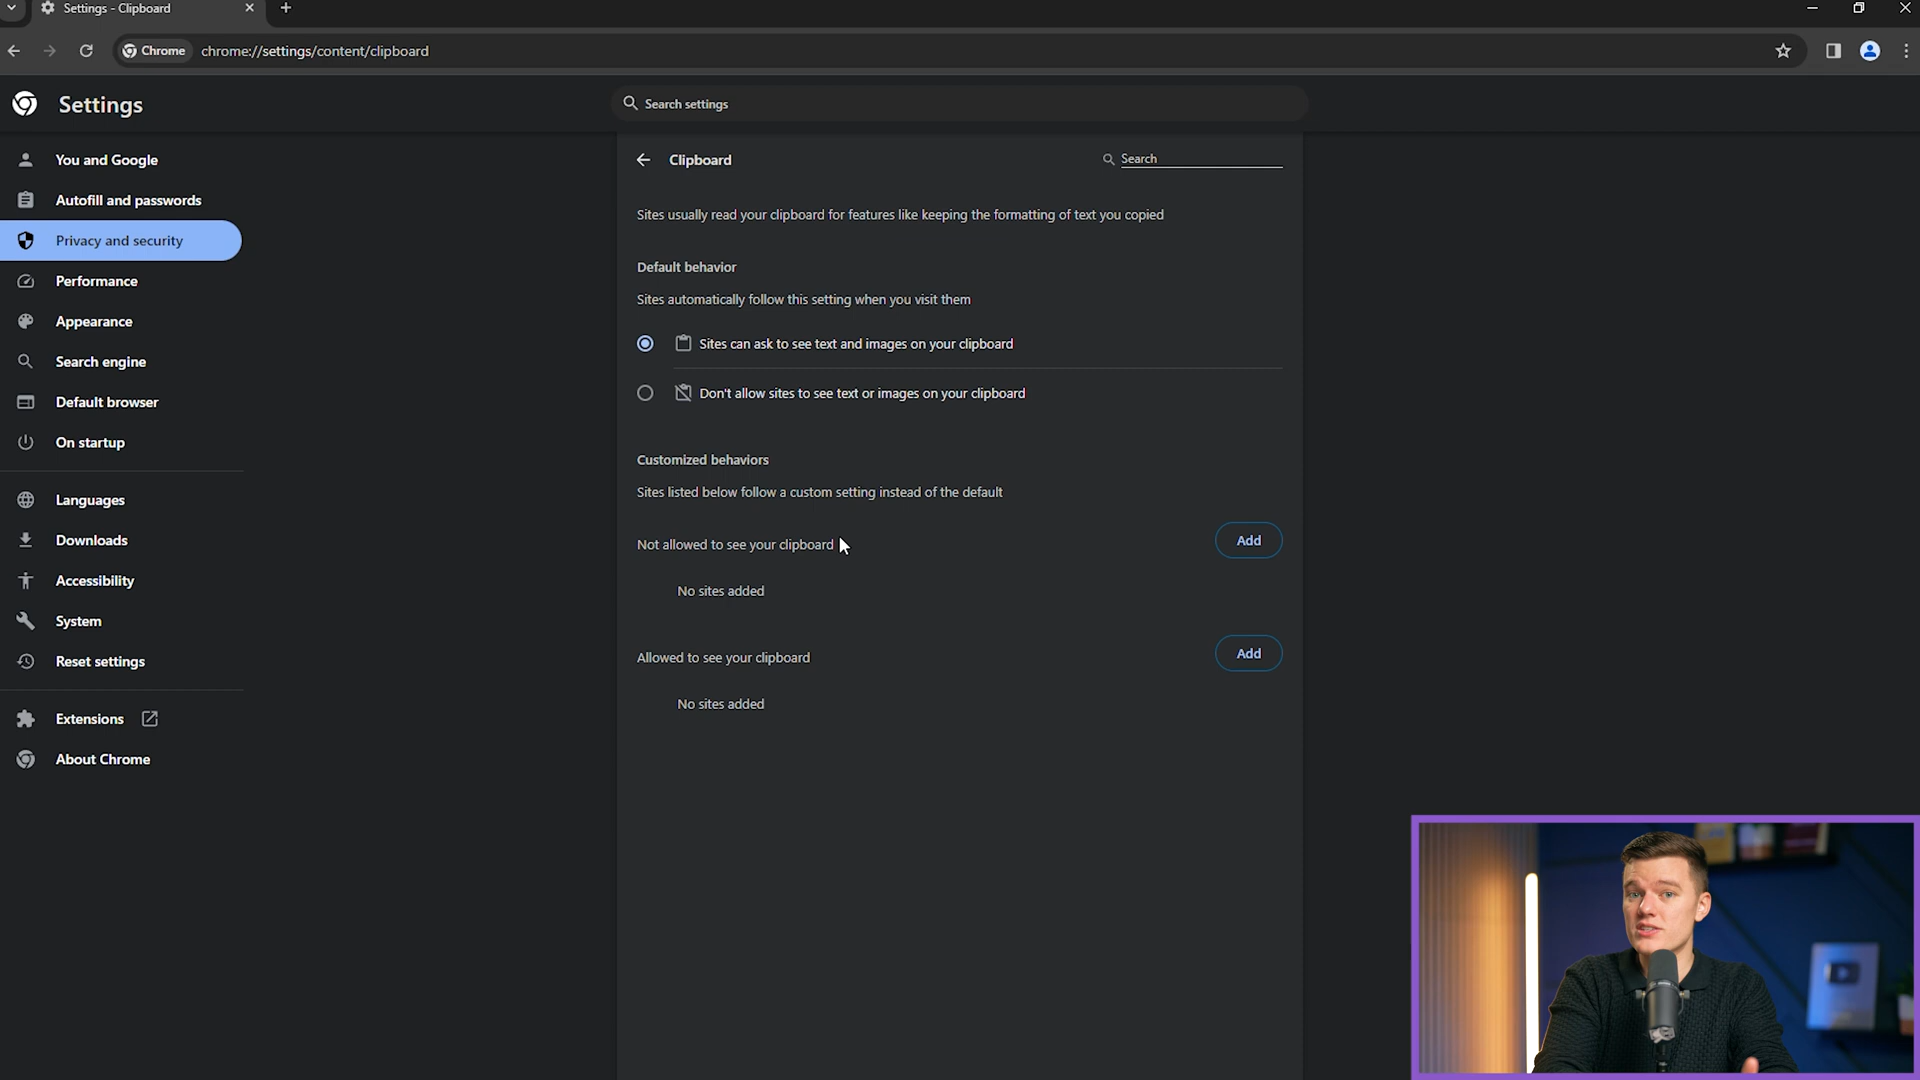 Settings - Clipboard
Chrome
chrome://settings/content/clipboard
Settings
Search settings
You and Google
Autofill and passwords
Privacy and security
Performance
Appearance
Search engine
Default browser
On startup
Languages
Downloads
Accessibility
System
Reset settings
Extensions
About Chrome
Clipboard
Search
Sites usually read your clipboard for features like keeping the formatting of text you copied
Default behavior
Sites automatically follow this setting when you visit them
Sites can ask to see text and images on your clipboard
Don't allow sites to see text or images on your clipboard
Customized behaviors
Sites listed below follow a custom setting instead of the default
Not allowed to see your clipboard
Add
No sites added
Allowed to see your clipboard
Add
No sites added